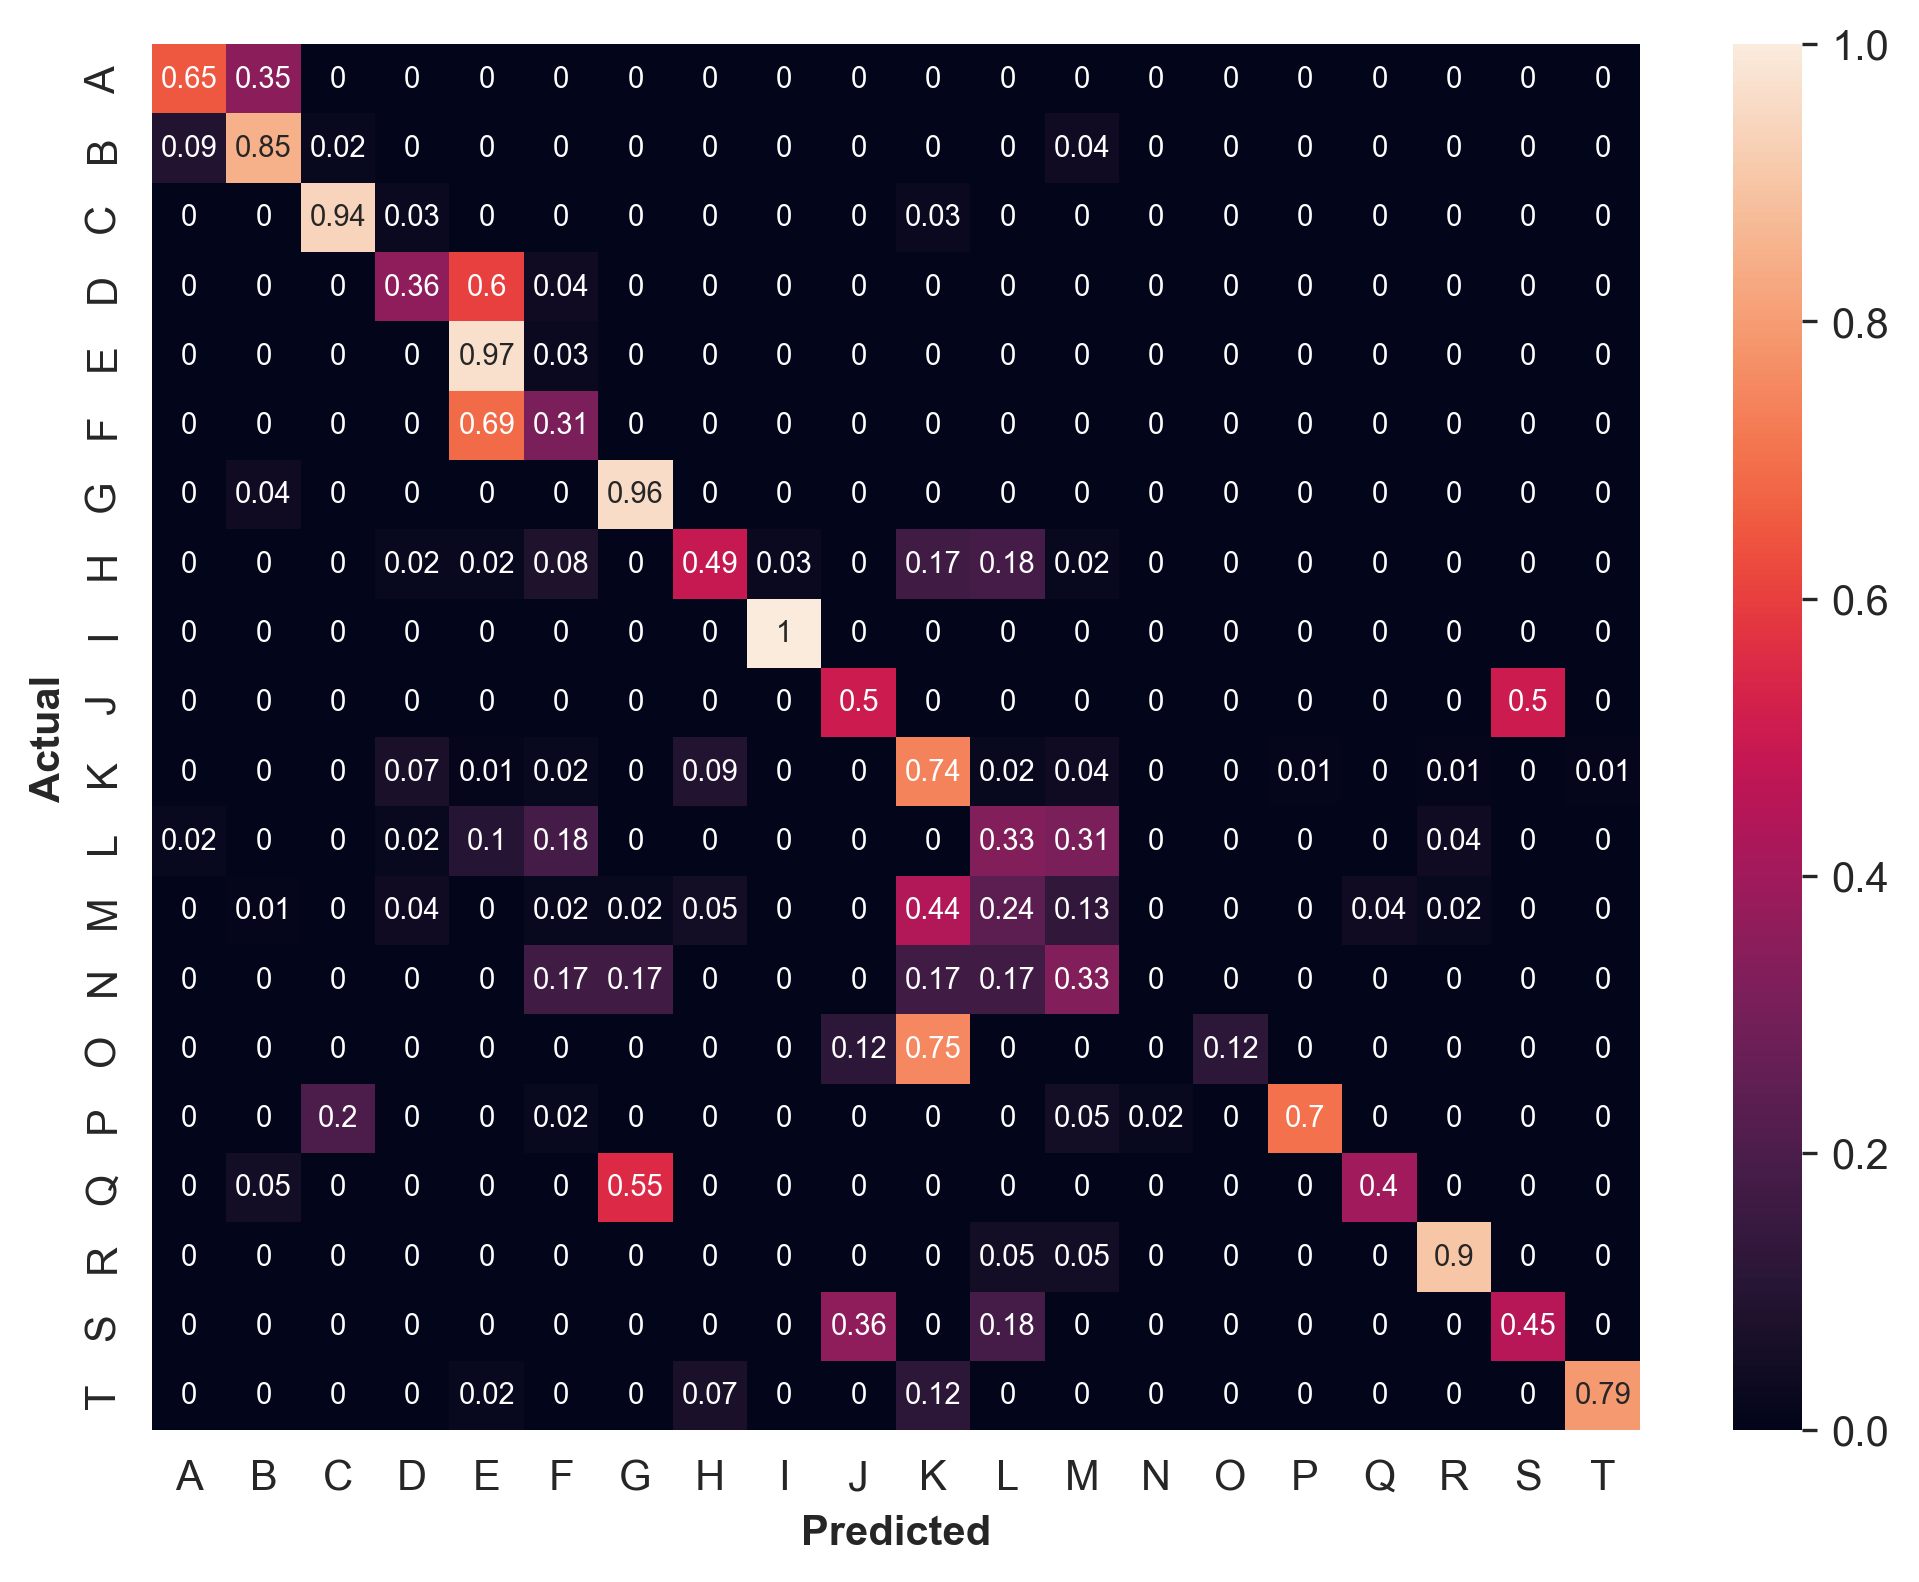 A 0.65 0.35 0 0 0 0 0 0 0 0 0 0 0 0 0 0 0 0 0 0
B 0.09 0.85 0.02 0 0 0 0 0 0 0 0 0 0.04 0 0 0 0 0 0 0
C 0 0 0.94 0.03 0 0 0 0 0 0 0.03 0 0 0 0 0 0 0 0 0
D 0 0 0 0.36 0.6 0.04 0 0 0 0 0 0 0 0 0 0 0 0 0 0
E 0 0 0 0 0.97 0.03 0 0 0 0 0 0 0 0 0 0 0 0 0 0
F 0 0 0 0 0.69 0.31 0 0 0 0 0 0 0 0 0 0 0 0 0 0
G 0 0.04 0 0 0 0 0.96 0 0 0 0 0 0 0 0 0 0 0 0 0
H 0 0 0 0.02 0.02 0.08 0 0.49 0.03 0 0.17 0.18 0.02 0 0 0 0 0 0 0
I 0 0 0 0 0 0 0 0 1 0 0 0 0 0 0 0 0 0 0 0
J 0 0 0 0 0 0 0 0 0 0.5 0 0 0 0 0 0 0 0 0.5 0
K 0 0 0 0.07 0.01 0.02 0 0.09 0 0 0.74 0.02 0.04 0 0 0.01 0 0.01 0 0.01
L 0.02 0 0 0.02 0.1 0.18 0 0 0 0 0 0.33 0.31 0 0 0 0 0.04 0 0
M 0 0.01 0 0.04 0 0.02 0.02 0.05 0 0 0.44 0.24 0.13 0 0 0 0.04 0.02 0 0
N 0 0 0 0 0 0.17 0.17 0 0 0 0.17 0.17 0.33 0 0 0 0 0 0 0
O 0 0 0 0 0 0 0 0 0 0.12 0.75 0 0 0 0.12 0 0 0 0 0
P 0 0 0.2 0 0 0.02 0 0 0 0 0 0 0.05 0.02 0 0.7 0 0 0 0
Q 0 0.05 0 0 0 0 0.55 0 0 0 0 0 0 0 0 0 0.4 0 0 0
R 0 0 0 0 0 0 0 0 0 0 0 0.05 0.05 0 0 0 0 0.9 0 0
S 0 0 0 0 0 0 0 0 0 0.36 0 0.18 0 0 0 0 0 0 0.45 0
T 0 0 0 0 0.02 0 0 0.07 0 0 0.12 0 0 0 0 0 0 0 0 0.79
A B C D E F G H I J K L M N O P Q R S T
Predicted
Actual
1.0
0.8
0.6
0.4
0.2
0.0